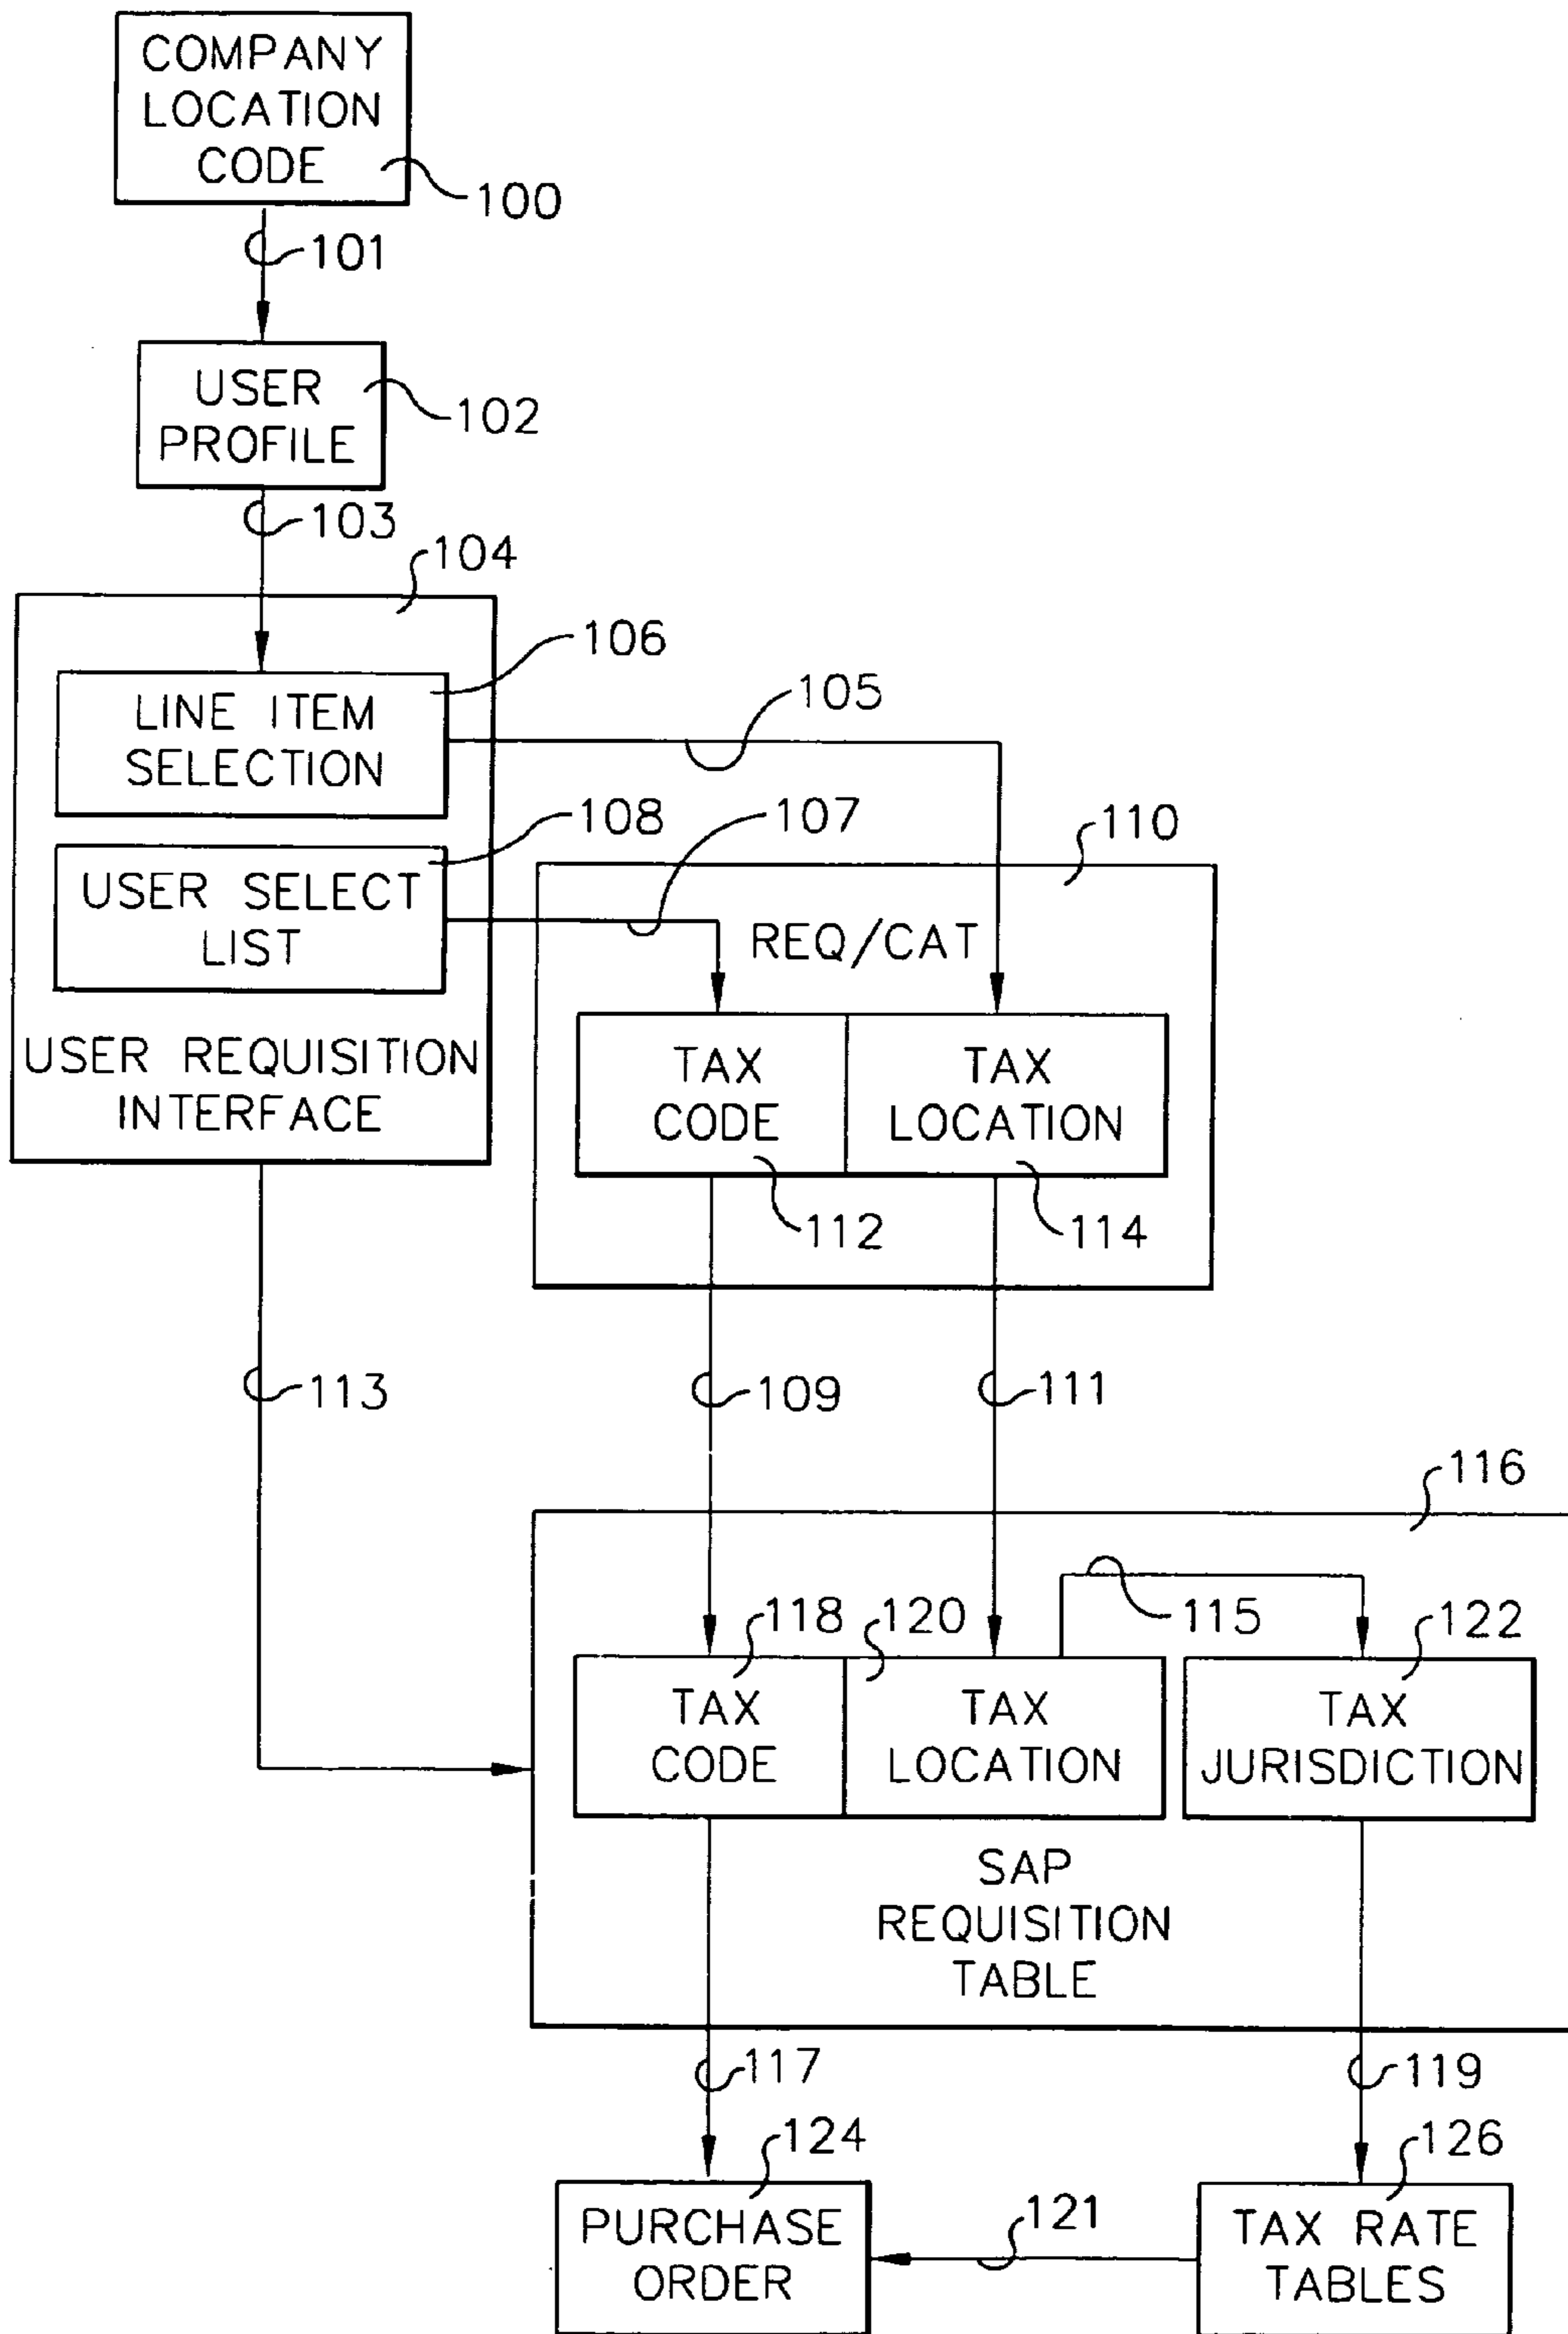 COMPANY
LOCATION
CODE
100
101
USER
PROFILE
102
103
104
106
LINE ITEM
SELECTION
105
108
107
110
USER SELECT
LIST
REQ/CAT
USER REQUISITION
INTERFACE
TAX
CODE
TAX
LOCATION
112
114
113
109
111
116
118
120
115
122
TAX
CODE
TAX
LOCATION
TAX
JURISDICTION
SAP
REQUISITION
TABLE
117
119
124
126
PURCHASE
ORDER
121
TAX RATE
TABLES